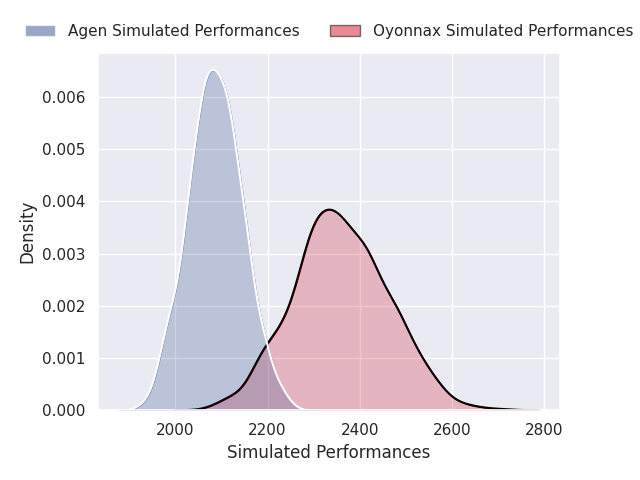 Agen Simulated Performances Oyonnax Simulated Performances
0.006
0.005
0.004
0.003
0.002
0.001
0.000
Density
2000 2200 2400 2600 2800
Simulated Performances